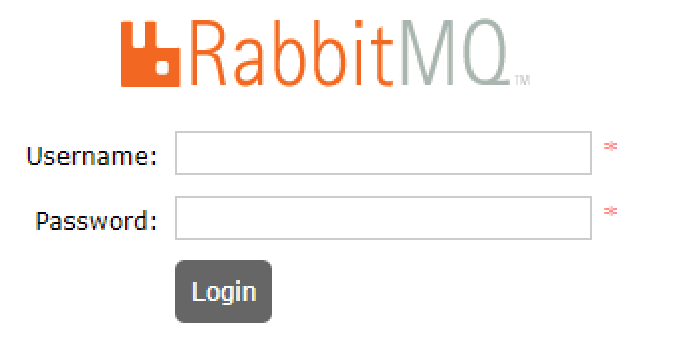 RabbitMQ™
Username: *
Password: *
Login